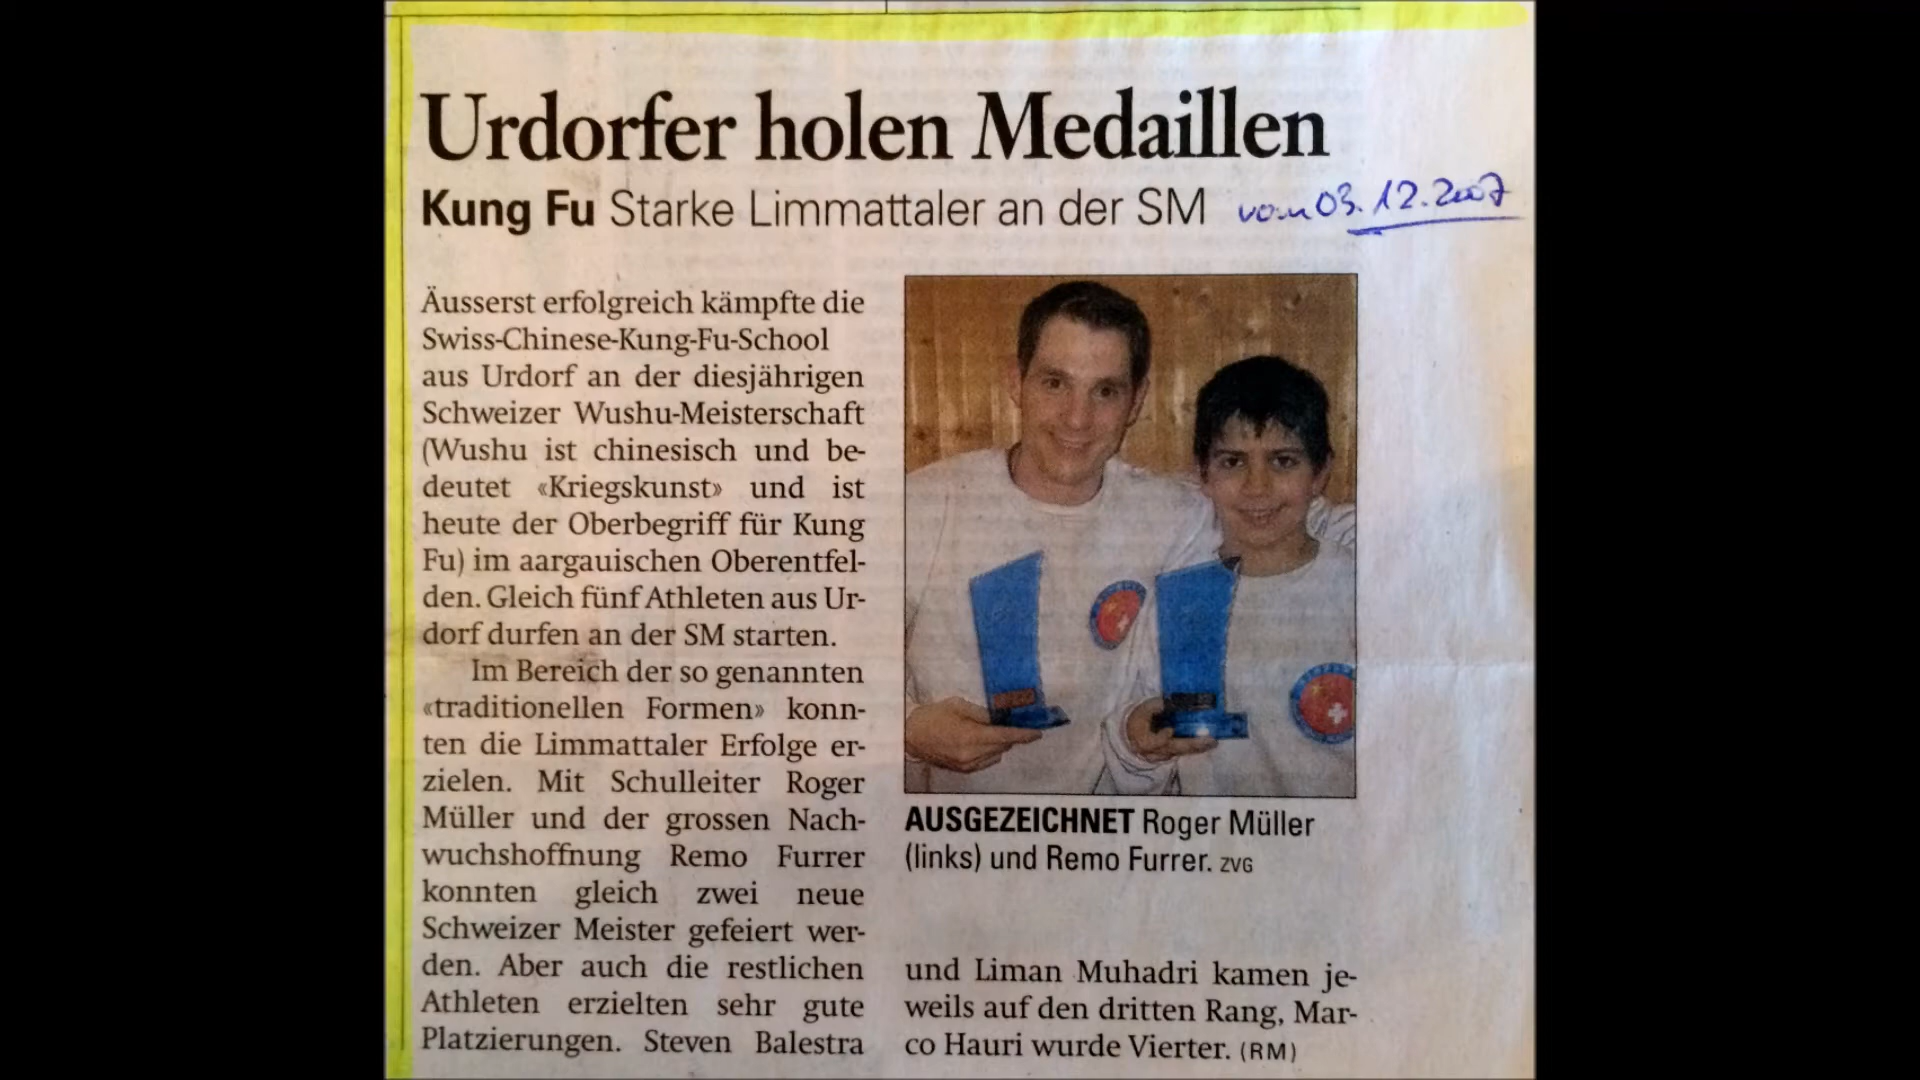 Urdorfer holen Medaillen
Kung Fu Starke Limmattaler an der SM
vom 03.12.2007
Äusserst erfolgreich kämpfte die
Swiss-Chinese-Kung-Fu-School
aus Urdorf an der diesjährigen
Schweizer Wushu-Meisterschaft
(Wushu ist chinesisch und be-
deutet «Kriegskunst» und ist
heute der Oberbegriff für Kung
Fu) im aargauischen Oberentfel-
den. Gleich fünf Athleten aus Ur-
dorf durfen an der SM starten.
Im Bereich der so genannten
«traditionellen Formen» konn-
ten die Limmattaler Erfolge er-
zielen. Mit Schulleiter Roger
Müller und der grossen Nach-
wuchshoffnung Remo Furrer
konnten gleich zwei neue
Schweizer Meister gefeiert wer-
den. Aber auch die restlichen
Athleten erzielten sehr gute
Platzierungen. Steven Balestra
AUSGEZEICHNET Roger Müller
(links) und Remo Furrer. ZVG
und Liman Muhadri kamen je-
weils auf den dritten Rang, Mar-
co Hauri wurde Vierter. (RM)